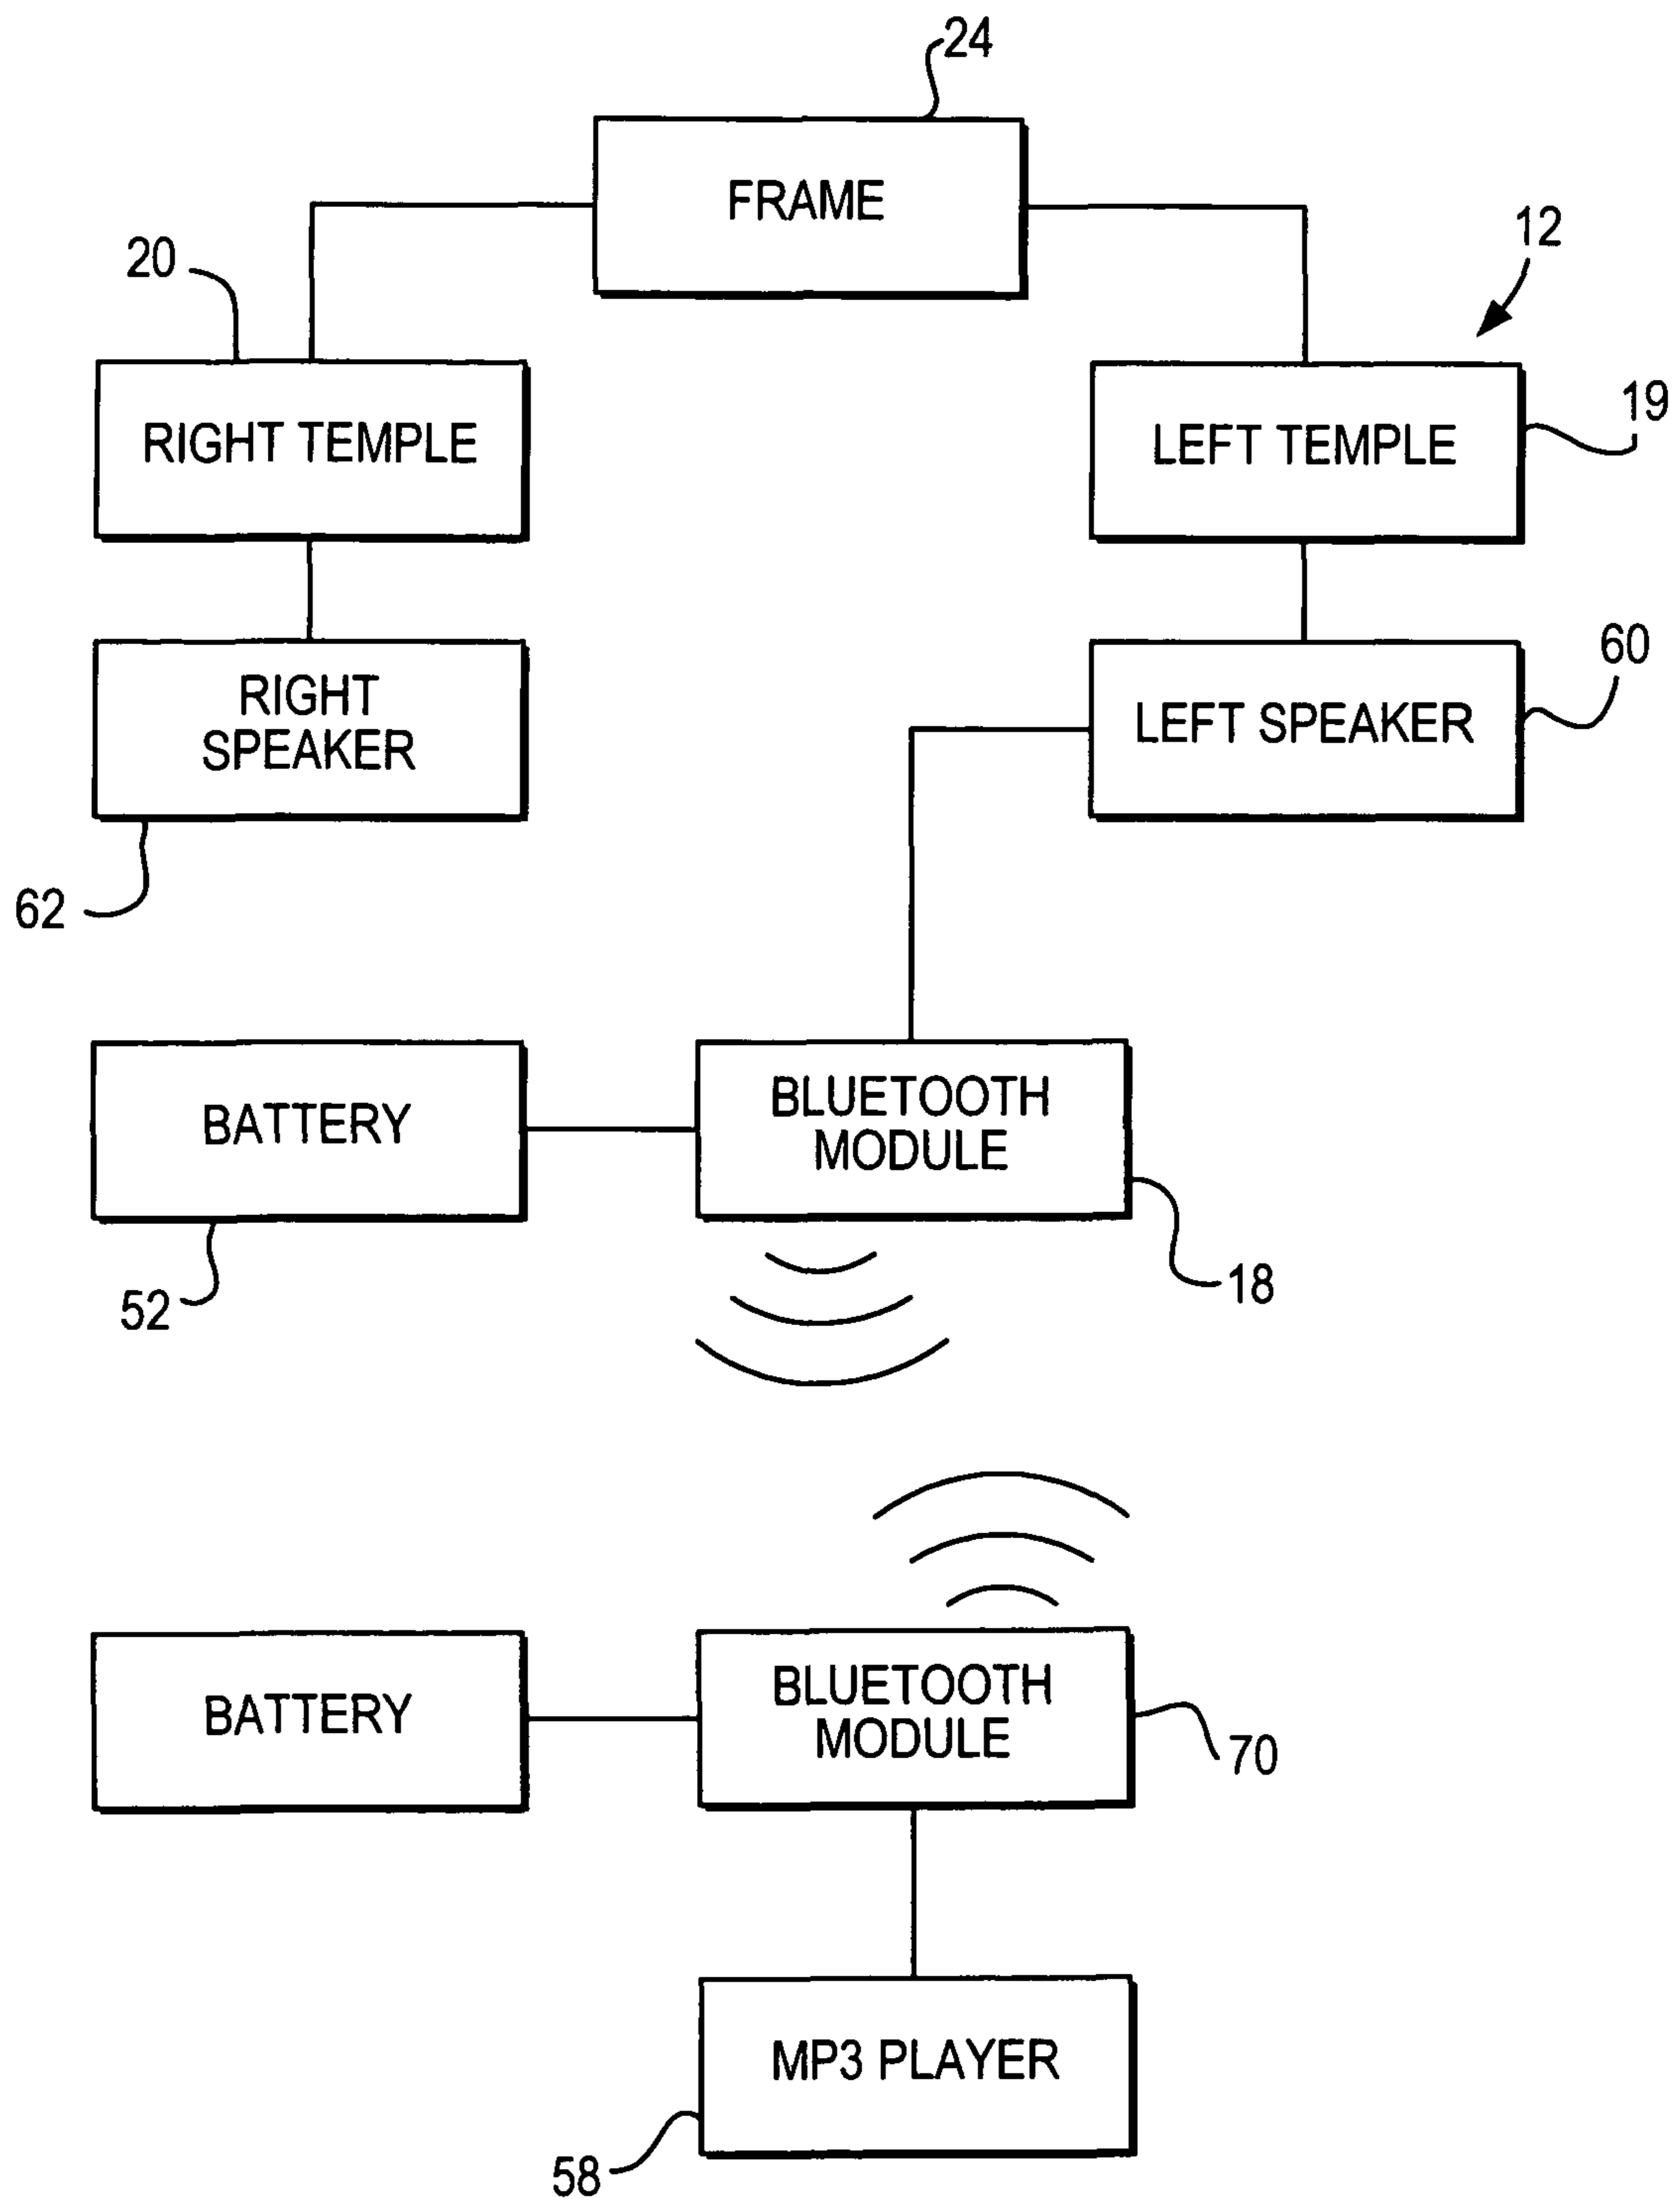 24
FRAME
12
20
RIGHT TEMPLE
LEFT TEMPLE
19
RIGHT
SPEAKER
LEFT SPEAKER
60
62
BATTERY
BLUETOOTH
MODULE
52
18
BATTERY
BLUETOOTH
MODULE
70
MP3 PLAYER
58